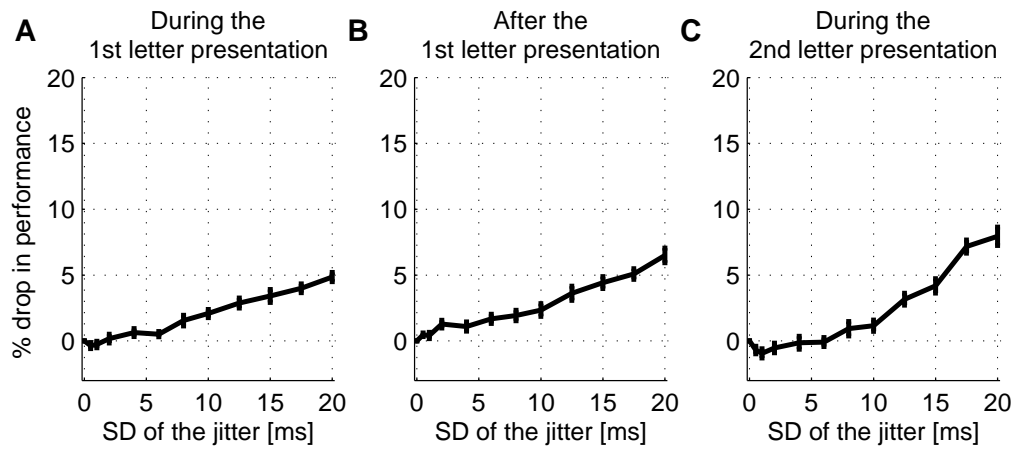 A
During the
1st letter presentation
B
After the
1st letter presentation
C
During the
2nd letter presentation
% drop in performance
20
15
10
5
0
0 5 10 15 20
SD of the jitter [ms]
20
15
10
5
0
0 5 10 15 20
SD of the jitter [ms]
20
15
10
5
0
0 5 10 15 20
SD of the jitter [ms]